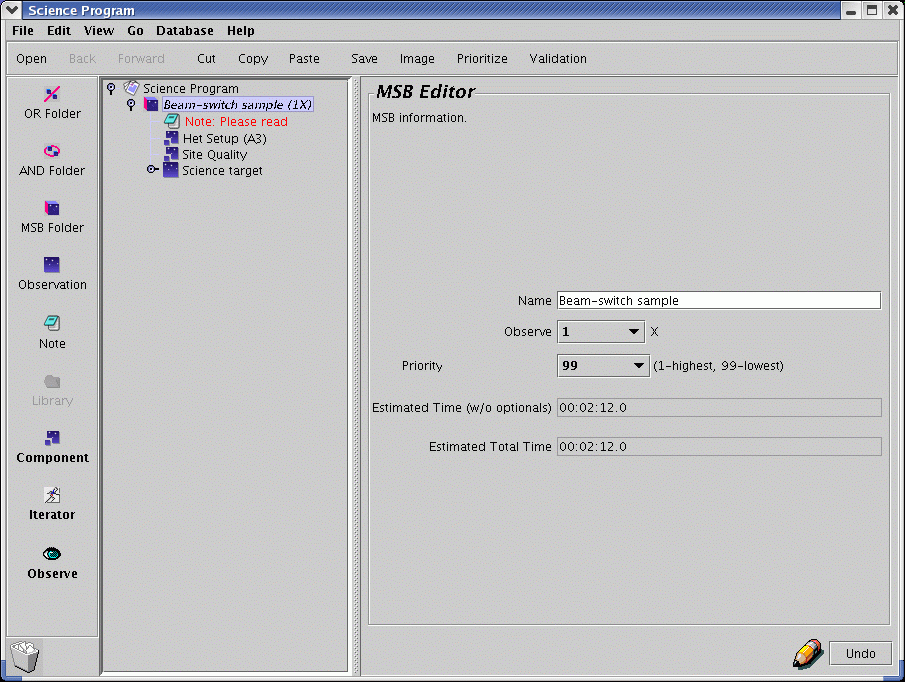 Science Program
File Edit View Go Database Help
Open Back Forward Cut Copy Paste Save Image Prioritize Validation
OR Folder
AND Folder
MSB Folder
Observation
Note
Library
Component
Iterator
Observe
Science Program
Beam-switch sample (1X)
Note: Please read
Het Setup (A3)
Site Quality
Science target
MSB Editor
MSB information.
Name Beam-switch sample
Observe 1 X
Priority 99 (1-highest, 99-lowest)
Estimated Time (w/o optionals) 00:02:12.0
Estimated Total Time 00:02:12.0
Undo